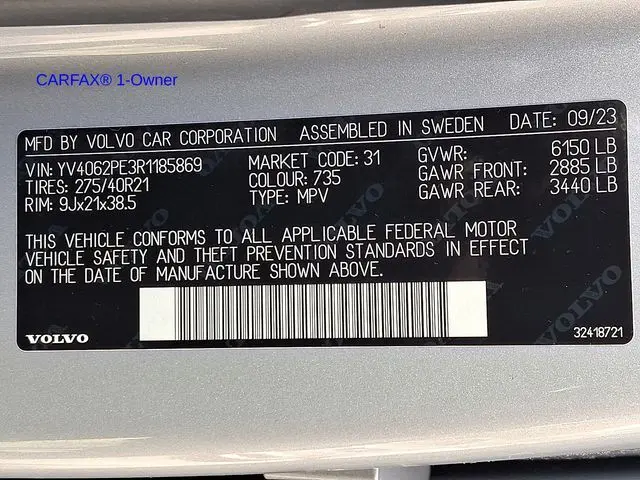 CARFAX® 1-Owner
MFD BY VOLVO CAR CORPORATION ASSEMBLED IN SWEDEN DATE: 09/23
VIN: YV4062PE3R1185869 MARKET CODE: 31 GVWR: 6150 LB
TIRES: 275/40R21 COLOUR: 735 GAWR FRONT: 2885 LB
RIM: 9Jx21x38.5 TYPE: MPV GAWR REAR: 3440 LB
THIS VEHICLE CONFORMS TO ALL APPLICABLE FEDERAL MOTOR
VEHICLE SAFETY AND THEFT PREVENTION STANDARDS IN EFFECT
ON THE DATE OF MANUFACTURE SHOWN ABOVE.
VOLVO 32418721